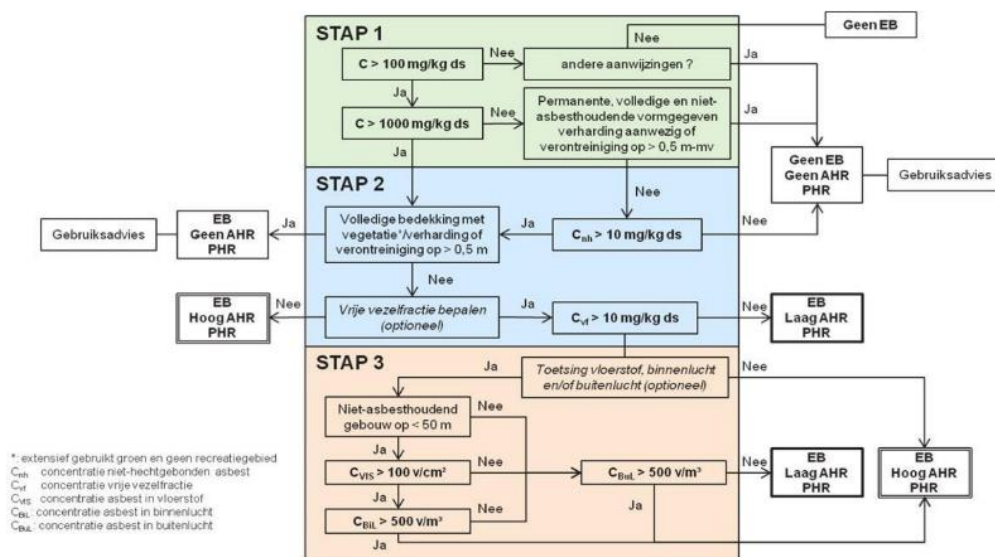 STAP 1
Geen EB
C > 100 mg/kg ds
Nee
andere aanwijzingen ?
Nee
Ja
Ja
C > 1000 mg/kg ds
Nee
Permanente, volledige en niet-
asbesthoudende vormgegeven
verharding aanwezig of
verontreiniging op > 0,5 m-mv
Ja
Ja
Nee
Geen EB
Geen AHR
PHR
Gebruiksadvies
STAP 2
Gebruiksadvies
EB
Geen AHR
PHR
Ja
Volledige bedekking met
vegetatie*/verharding of
verontreiniging op > 0,5 m
Ja
Cnh > 10 mg/kg ds
Nee
Nee
EB
Hoog AHR
PHR
Nee
Vrije vezelfractie bepalen
(optioneel)
Ja
Cvf > 10 mg/kg ds
Nee
EB
Laag AHR
PHR
STAP 3
Ja
Toetsing vloerstof, binnenlucht
en/of buitenlucht (optioneel)
Nee
Niet-asbesthoudend
gebouw op < 50 m
Nee
Ja
CVlS > 100 v/cm²
Nee
CBuL > 500 v/m³
Nee
EB
Laag AHR
PHR
EB
Hoog AHR
PHR
Ja
CBiL > 500 v/m³
Nee
Ja
Ja
*: extensief gebruikt groen en geen recreatiegebied
Cnh concentratie niet-hechtgebonden asbest
Cvf concentratie vrije vezelfractie
CVlS: concentratie asbest in vloerstof
CBiL: concentratie asbest in binnenlucht
CBuL: concentratie asbest in buitenlucht